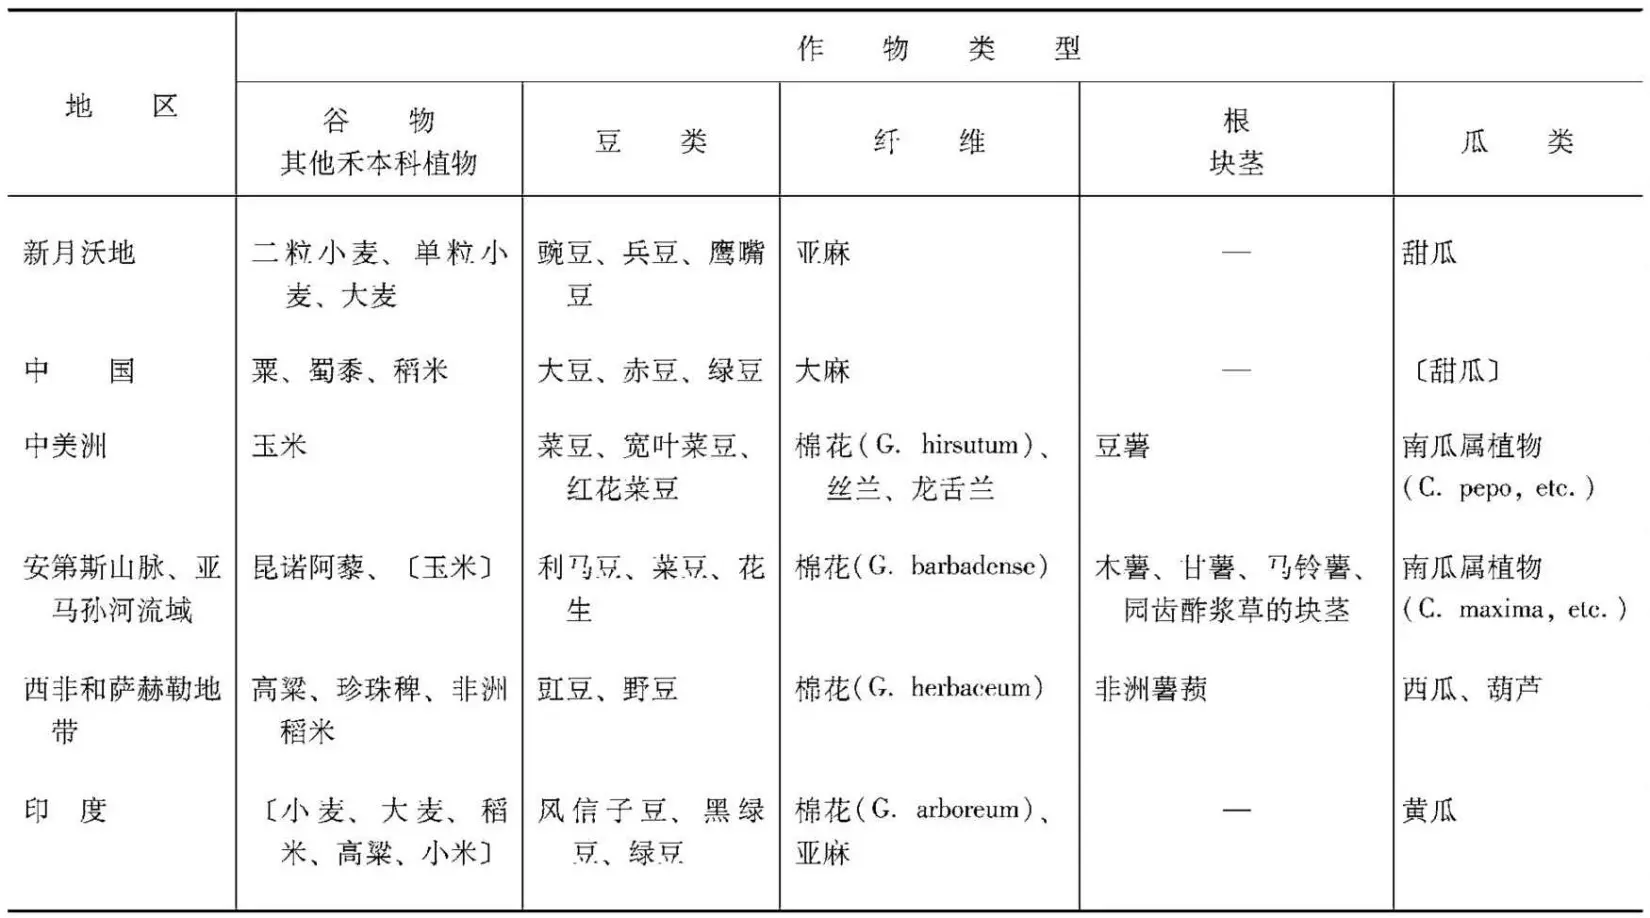 作物类型
地区
谷物
其他禾本科植物
豆类
纤维
根
块茎
瓜类
新月沃地
二粒小麦、单粒小
麦、大麦
豌豆、兵豆、鹰嘴
豆
亚麻
—
甜瓜
中国
粟、蜀黍、稻米
大豆、赤豆、绿豆
大麻
—
〔甜瓜〕
中美洲
玉米
菜豆、宽叶菜豆、
红花菜豆
棉花(G. hirsutum)、
丝兰、龙舌兰
豆薯
南瓜属植物
(C. pepo, etc.)
安第斯山脉、亚
马孙河流域
昆诺阿藜、〔玉米〕
利马豆、菜豆、花
生
棉花(G. barbadense)
木薯、甘薯、马铃薯、
园齿酢浆草的块茎
南瓜属植物
(C. maxima, etc.)
西非和萨赫勒地
带
高粱、珍珠稗、非洲
稻米
豇豆、野豆
棉花(G. herbaceum)
非洲薯蓣
西瓜、葫芦
印度
〔小麦、大麦、稻
米、高粱、小米〕
风信子豆、黑绿
豆、绿豆
棉花(G. arboreum)、
亚麻
—
黄瓜